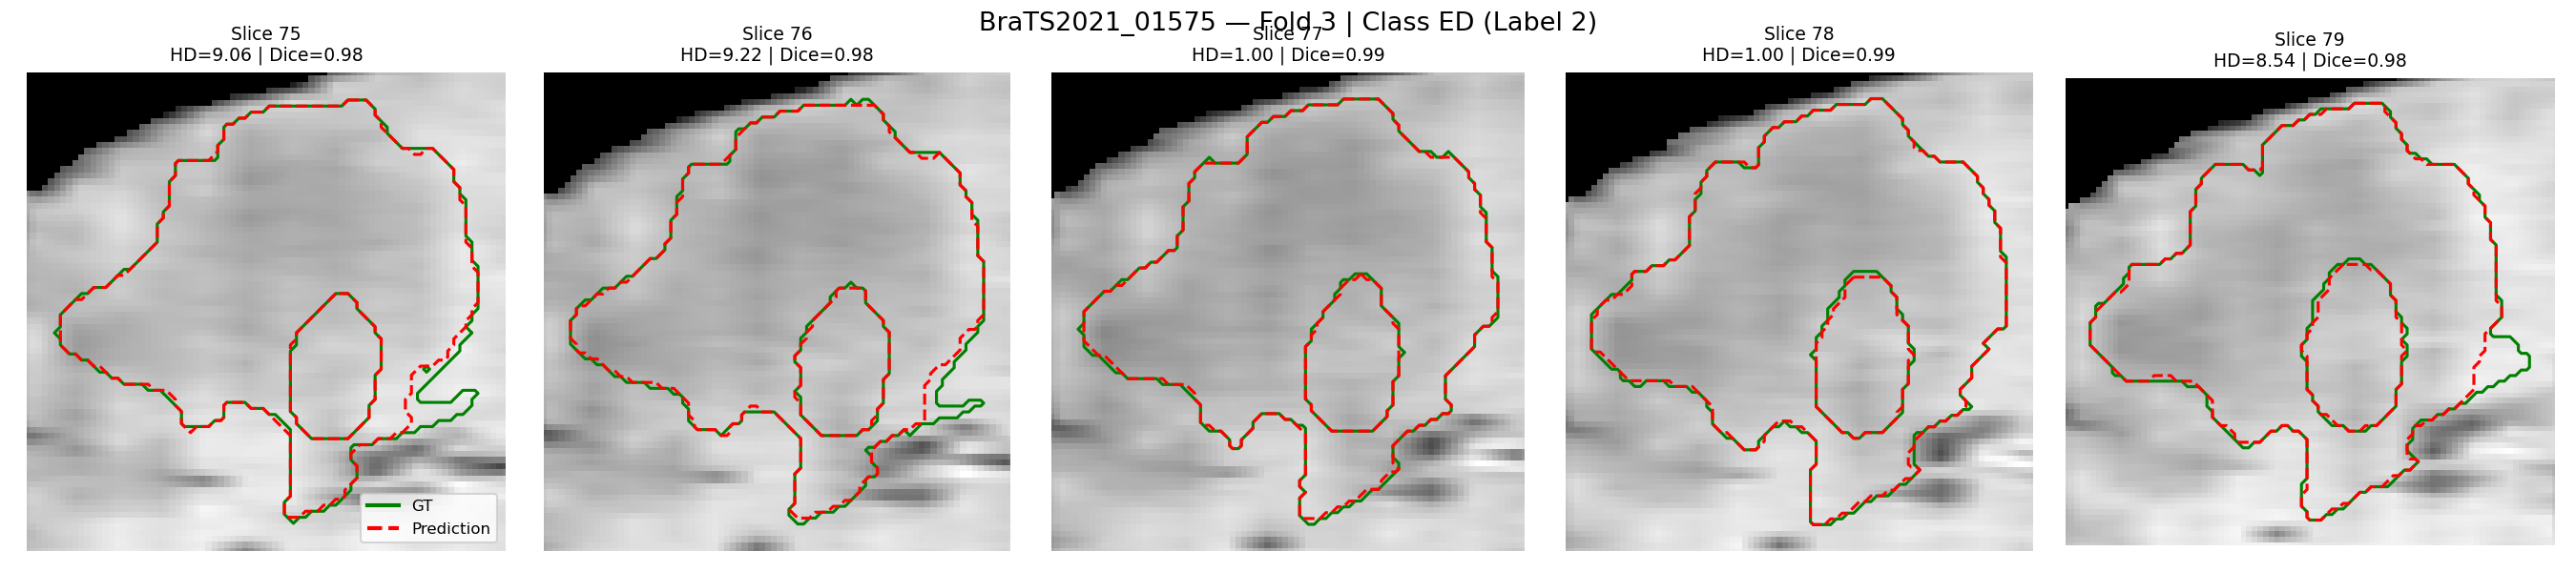 BraTS2021_01575 — Fold 3 | Class ED (Label 2)
Slice 75
HD=9.06 | Dice=0.98
Slice 76
HD=9.22 | Dice=0.98
Slice 77
HD=1.00 | Dice=0.99
Slice 78
HD=1.00 | Dice=0.99
Slice 79
HD=8.54 | Dice=0.98
GT
Prediction